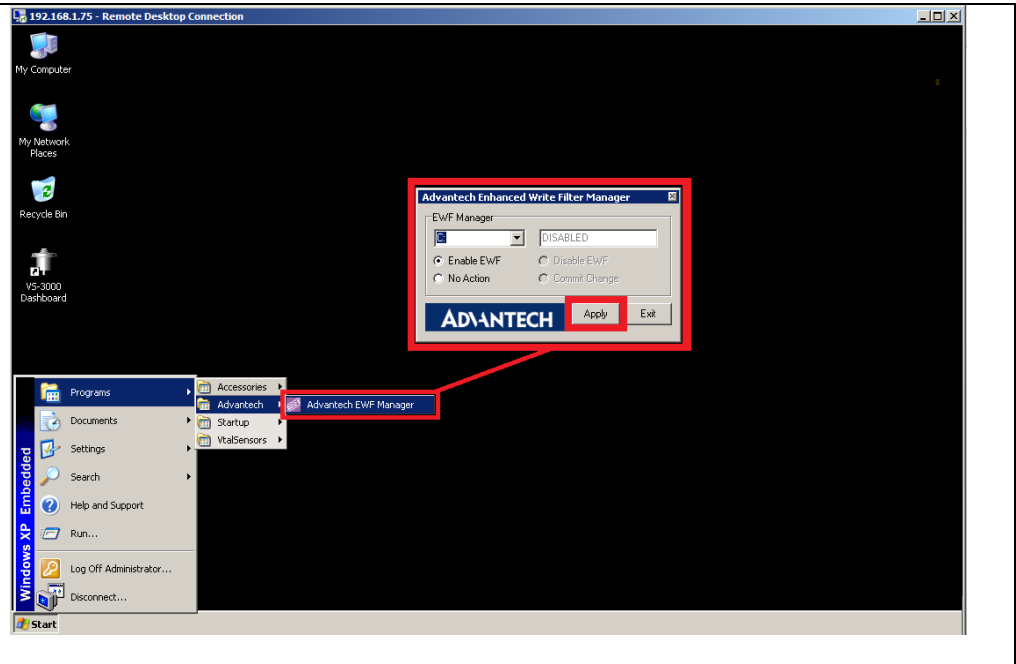 192.168.1.75 - Remote Desktop Connection
My Computer
My Network
Places
Recycle Bin
VS-3000
Dashboard
Advantech Enhanced Write Filter Manager
EWF Manager
C:
DISABLED
Enable EWF
Disable EWF
No Action
Commit Change
ADVANTECH
Apply
Exit
Programs
Documents
Settings
Search
Help and Support
Run...
Log Off Administrator...
Disconnect...
Windows XP Embedded
Accessories
Advantech
Startup
VtalSensors
Advantech EWF Manager
Start